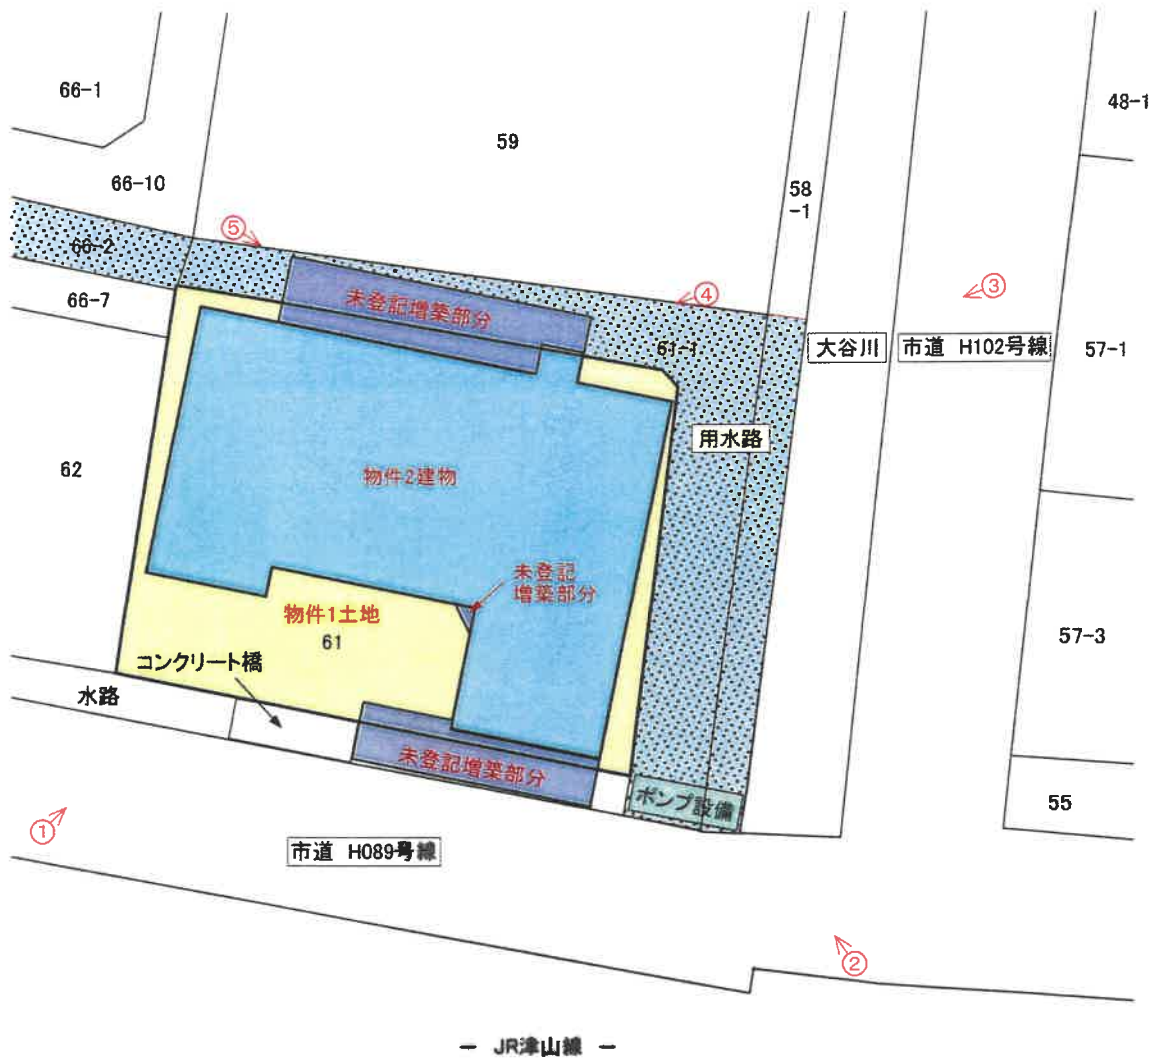 66-1
48-1
59
66-10
58
-1
⑤
66-2
③
④
66-7
未登記増築部分
61-1
大谷川
市道 H102号線
57-1
用水路
62
物件2建物
未登記
増築部分
物件1土地
61
57-3
コンクリート橋
水路
未登記増築部分
ポンプ設備
55
①
市道 H089号線
②
− JR津山線 −